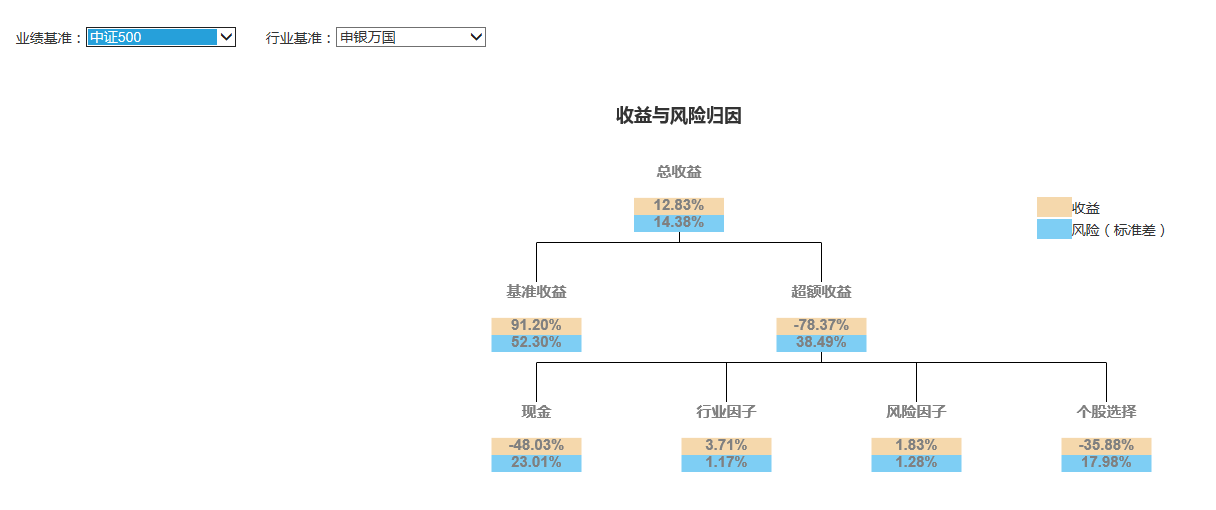 业绩基准：中证500 行业基准：申银万国
收益与风险归因
总收益
12.83%
14.38%
收益
风险（标准差）
基准收益 超额收益
91.20% -78.37%
52.30% 38.49%
现金 行业因子 风险因子 个股选择
-48.03% 3.71% 1.83% -35.88%
23.01% 1.17% 1.28% 17.98%